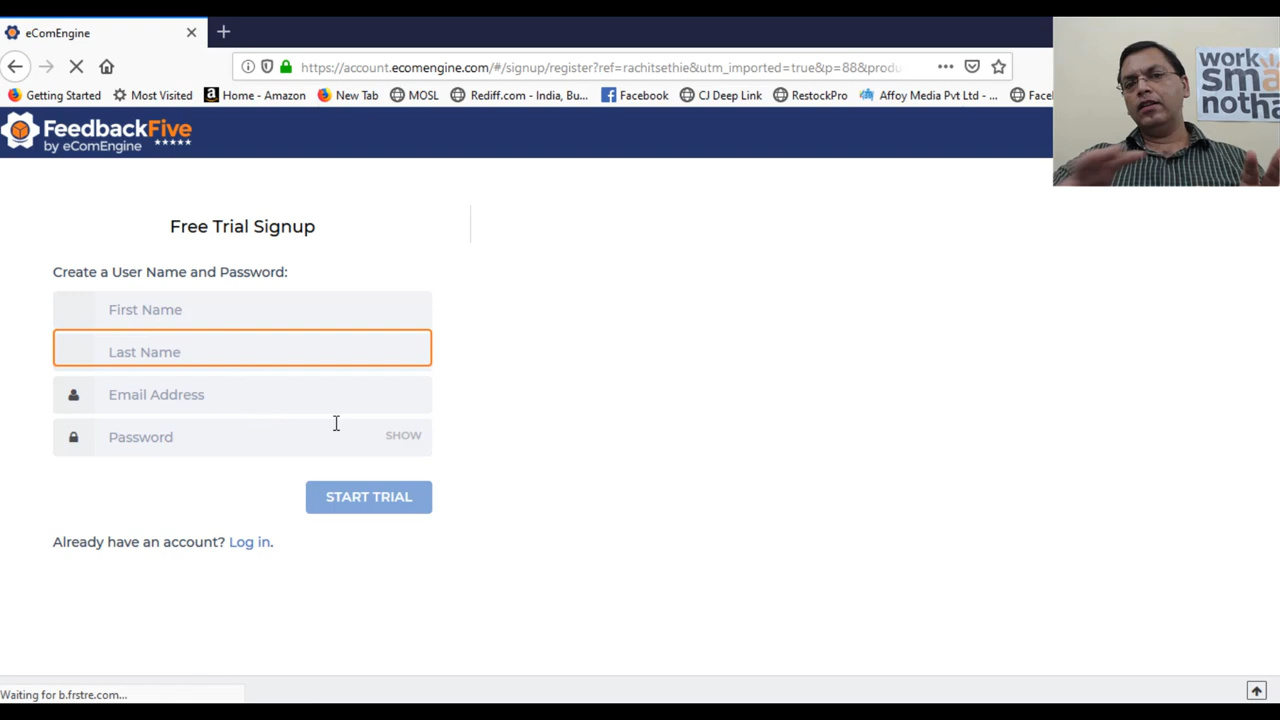 eComEngine
https://account.ecomengine.com/#/signup/register?ref=rachitsethie&utm_imported=true&p=88&produ
Getting Started Most Visited Home - Amazon New Tab MOSL Rediff.com - India, Bu... Facebook CJ Deep Link RestockPro Affoy Media Pvt Ltd - ... Face
FeedbackFive
by eComEngine
work
sma
notha
Free Trial Signup
Create a User Name and Password:
First Name
Last Name
Email Address
Password SHOW
START TRIAL
Already have an account? Log in.
Waiting for b.frstre.com...